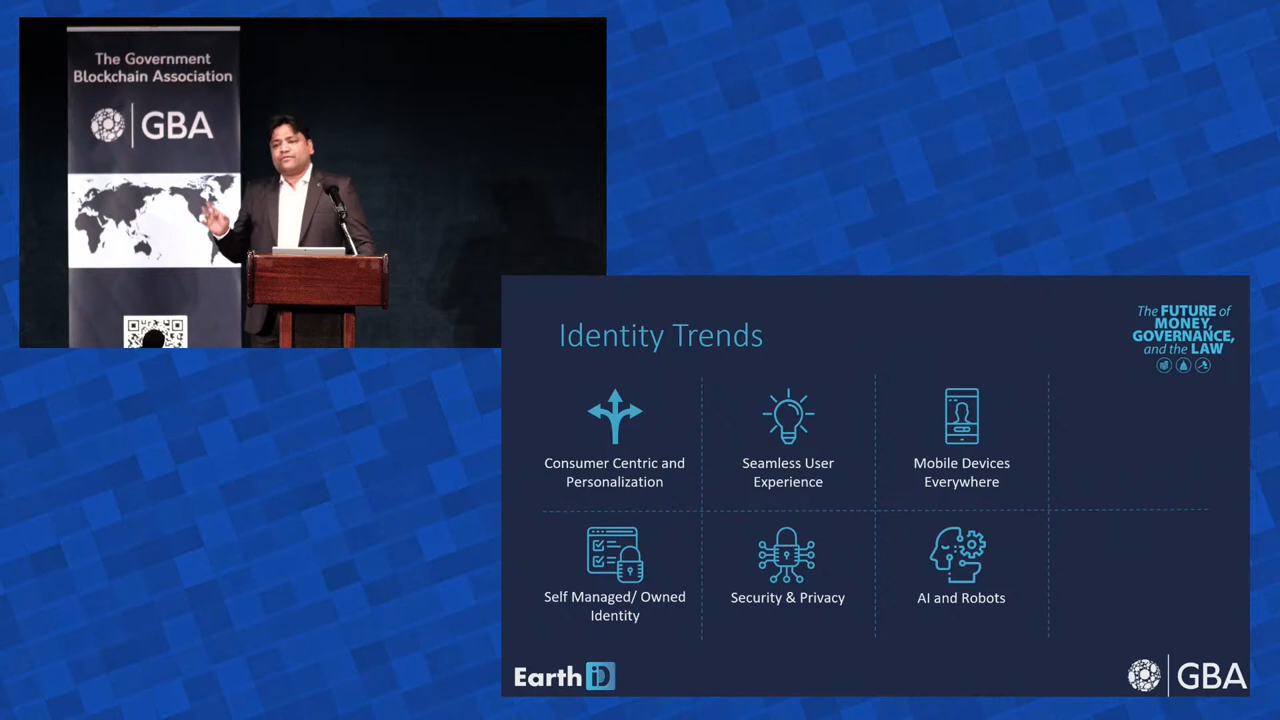 The Government
Blockchain Association
GBA
Identity Trends
The FUTURE of
MONEY,
GOVERNANCE,
and the LAW
Consumer Centric and
Personalization
Seamless User
Experience
Mobile Devices
Everywhere
Self Managed/ Owned
Identity
Security & Privacy
AI and Robots
Earth iD
GBA